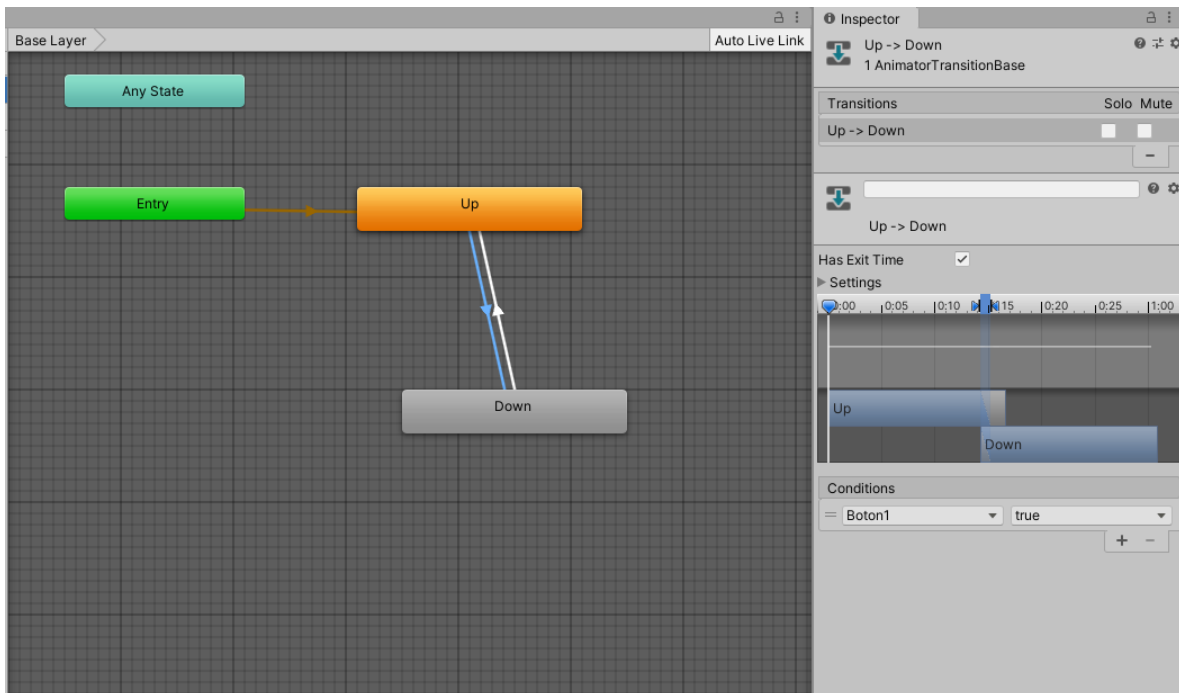 Base Layer
Auto Live Link
Any State
Entry
Up
Down
Inspector
Up -> Down
1 AnimatorTransitionBase
Transitions Solo Mute
Up -> Down
Up -> Down
Has Exit Time
Settings
0:00 0:05 0:10 0:15 0:20 0:25 1:00
Up
Down
Conditions
Boton1 true